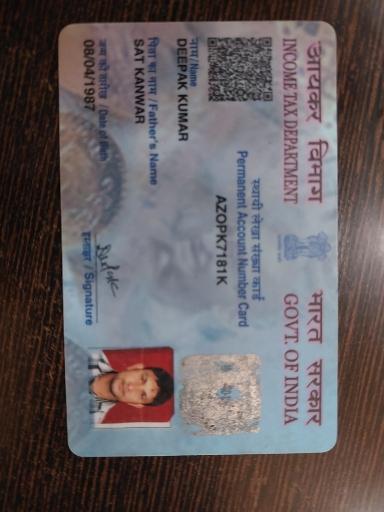 आयकर विभाग
INCOME TAX DEPARTMENT
भारत सरकार
GOVT. OF INDIA
स्थायी लेखा संख्या कार्ड
Permanent Account Number Card
AZOPK7181K
नाम / Name
DEEPAK KUMAR
पिता का नाम / Father's Name
SAT KANWAR
जन्म की तारीख / Date of Birth
08/04/1987
हस्ताक्षर / Signature
Deepak